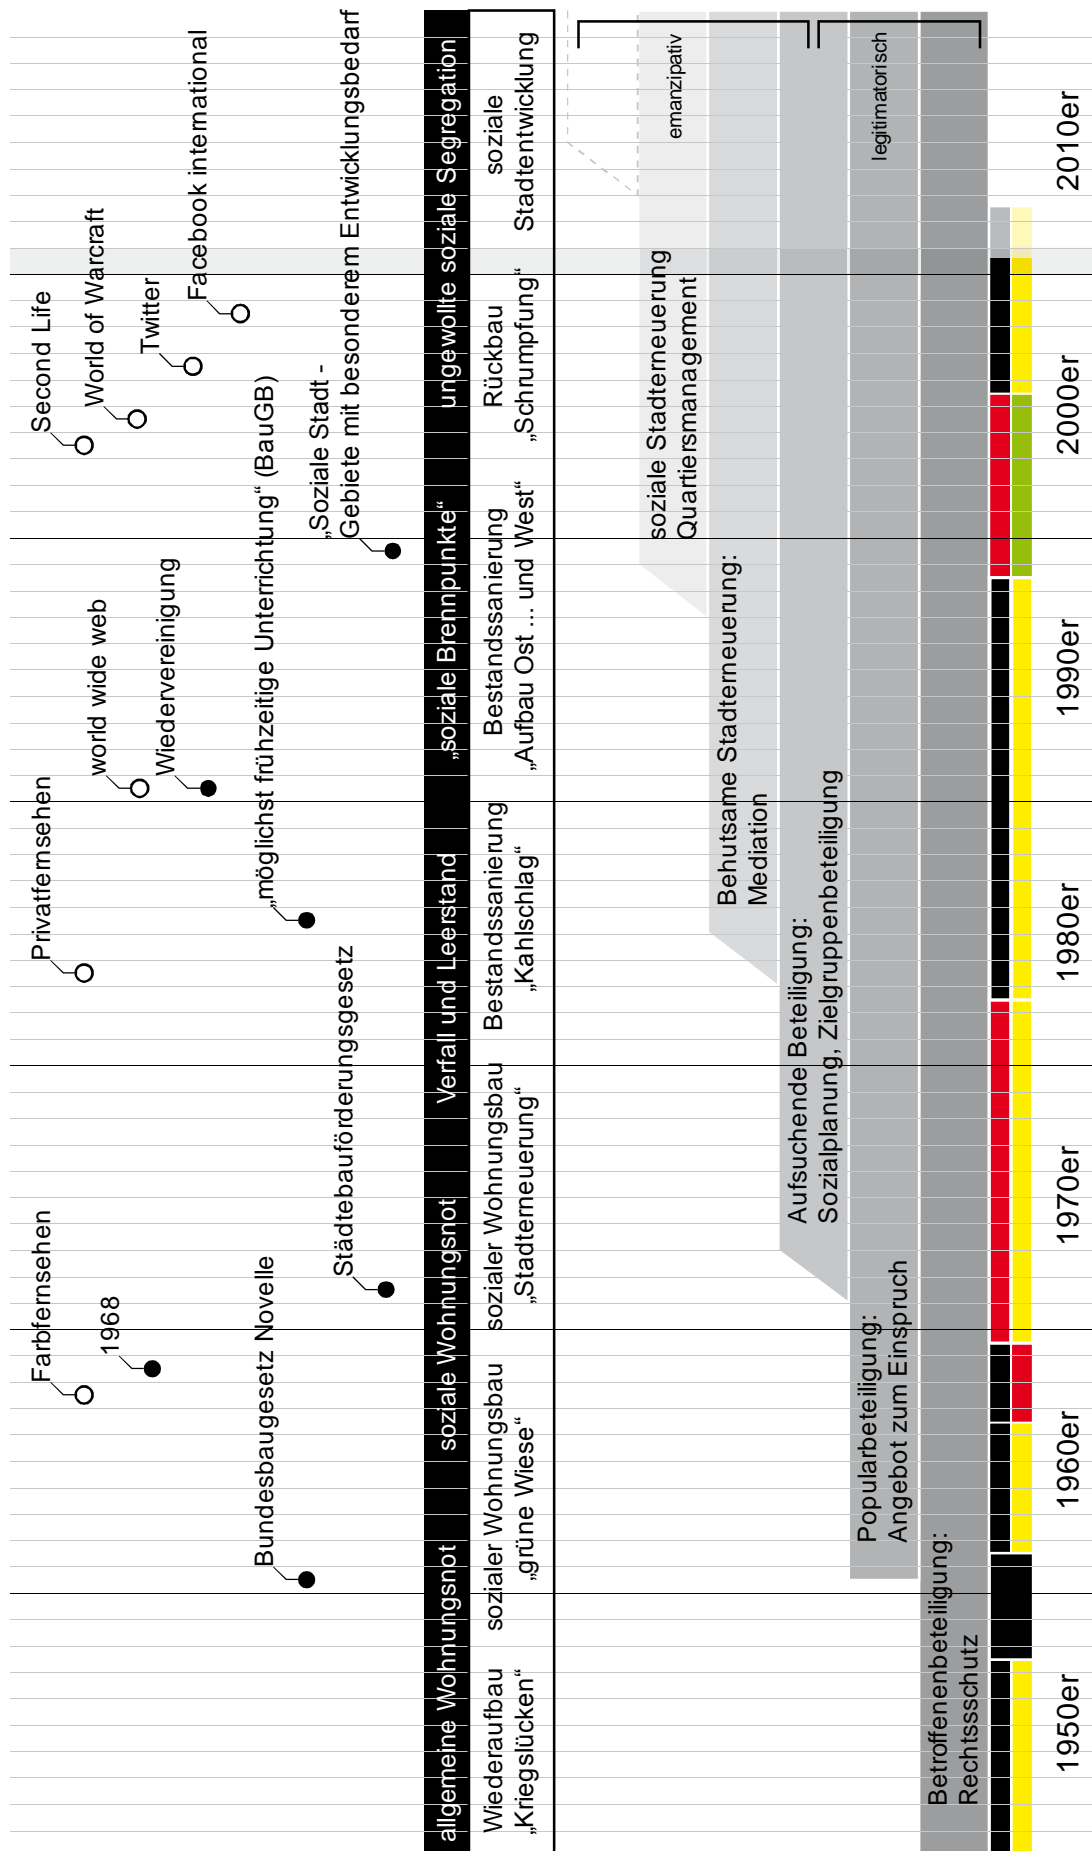 Farbfernsehen
Privatfernsehen
Second Life
1968
world wide web
World of Warcraft
Wiedervereinigung
Twitter
Facebook international
Bundesbaugesetz Novelle
„möglichst frühzeitige Unterrichtung“ (BauGB)
Städtebauförderungsgesetz
„Soziale Stadt -
Gebiete mit besonderem Entwicklungsbedarf
allgemeine Wohnungsnot
soziale Wohnungsnot
Verfall und Leerstand
„soziale Brennpunkte“
ungewollte soziale Segregation
Wiederaufbau
„Kriegslücken“
sozialer Wohnungsbau
„grüne Wiese“
sozialer Wohnungsbau
„Stadterneuerung“
Bestandssanierung
„Kahlschlag“
Bestandssanierung
„Aufbau Ost ... und West“
Rückbau
„Schrumpfung“
soziale
Stadtentwicklung
soziale Stadterneuerung
Quartiersmanagement
emanzipativ
Behutsame Stadterneuerung:
Mediation
Aufsuchende Beteiligung:
Sozialplanung, Zielgruppenbeteiligung
Popularbeteiligung:
Angebot zum Einspruch
legitimatorisch
Betroffenenbeteiligung:
Rechtssschutz
1950er
1960er
1970er
1980er
1990er
2000er
2010er